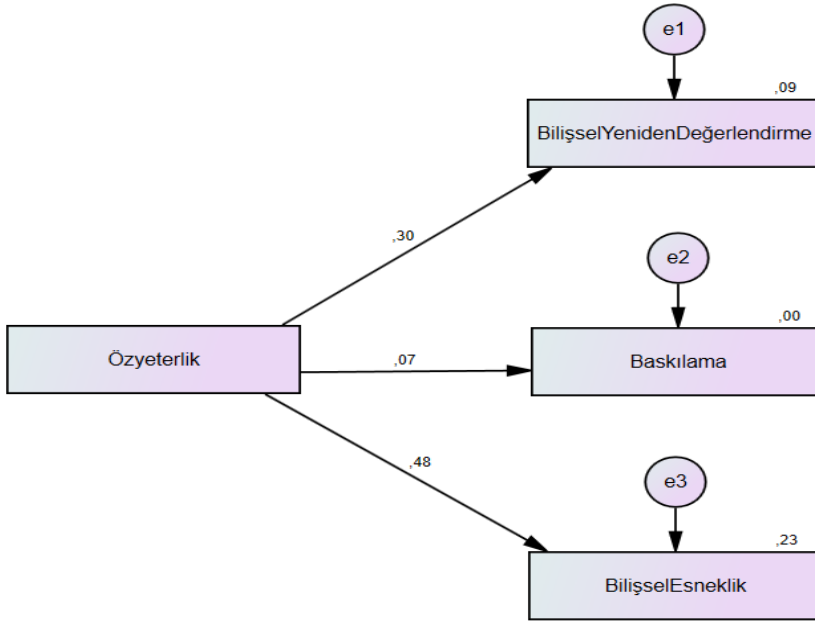 e1
,09
BilişselYenidenDeğerlendirme
,30
e2
,00
Özyeterlik
,07
Baskılama
,48
e3
,23
BilişselEsneklik